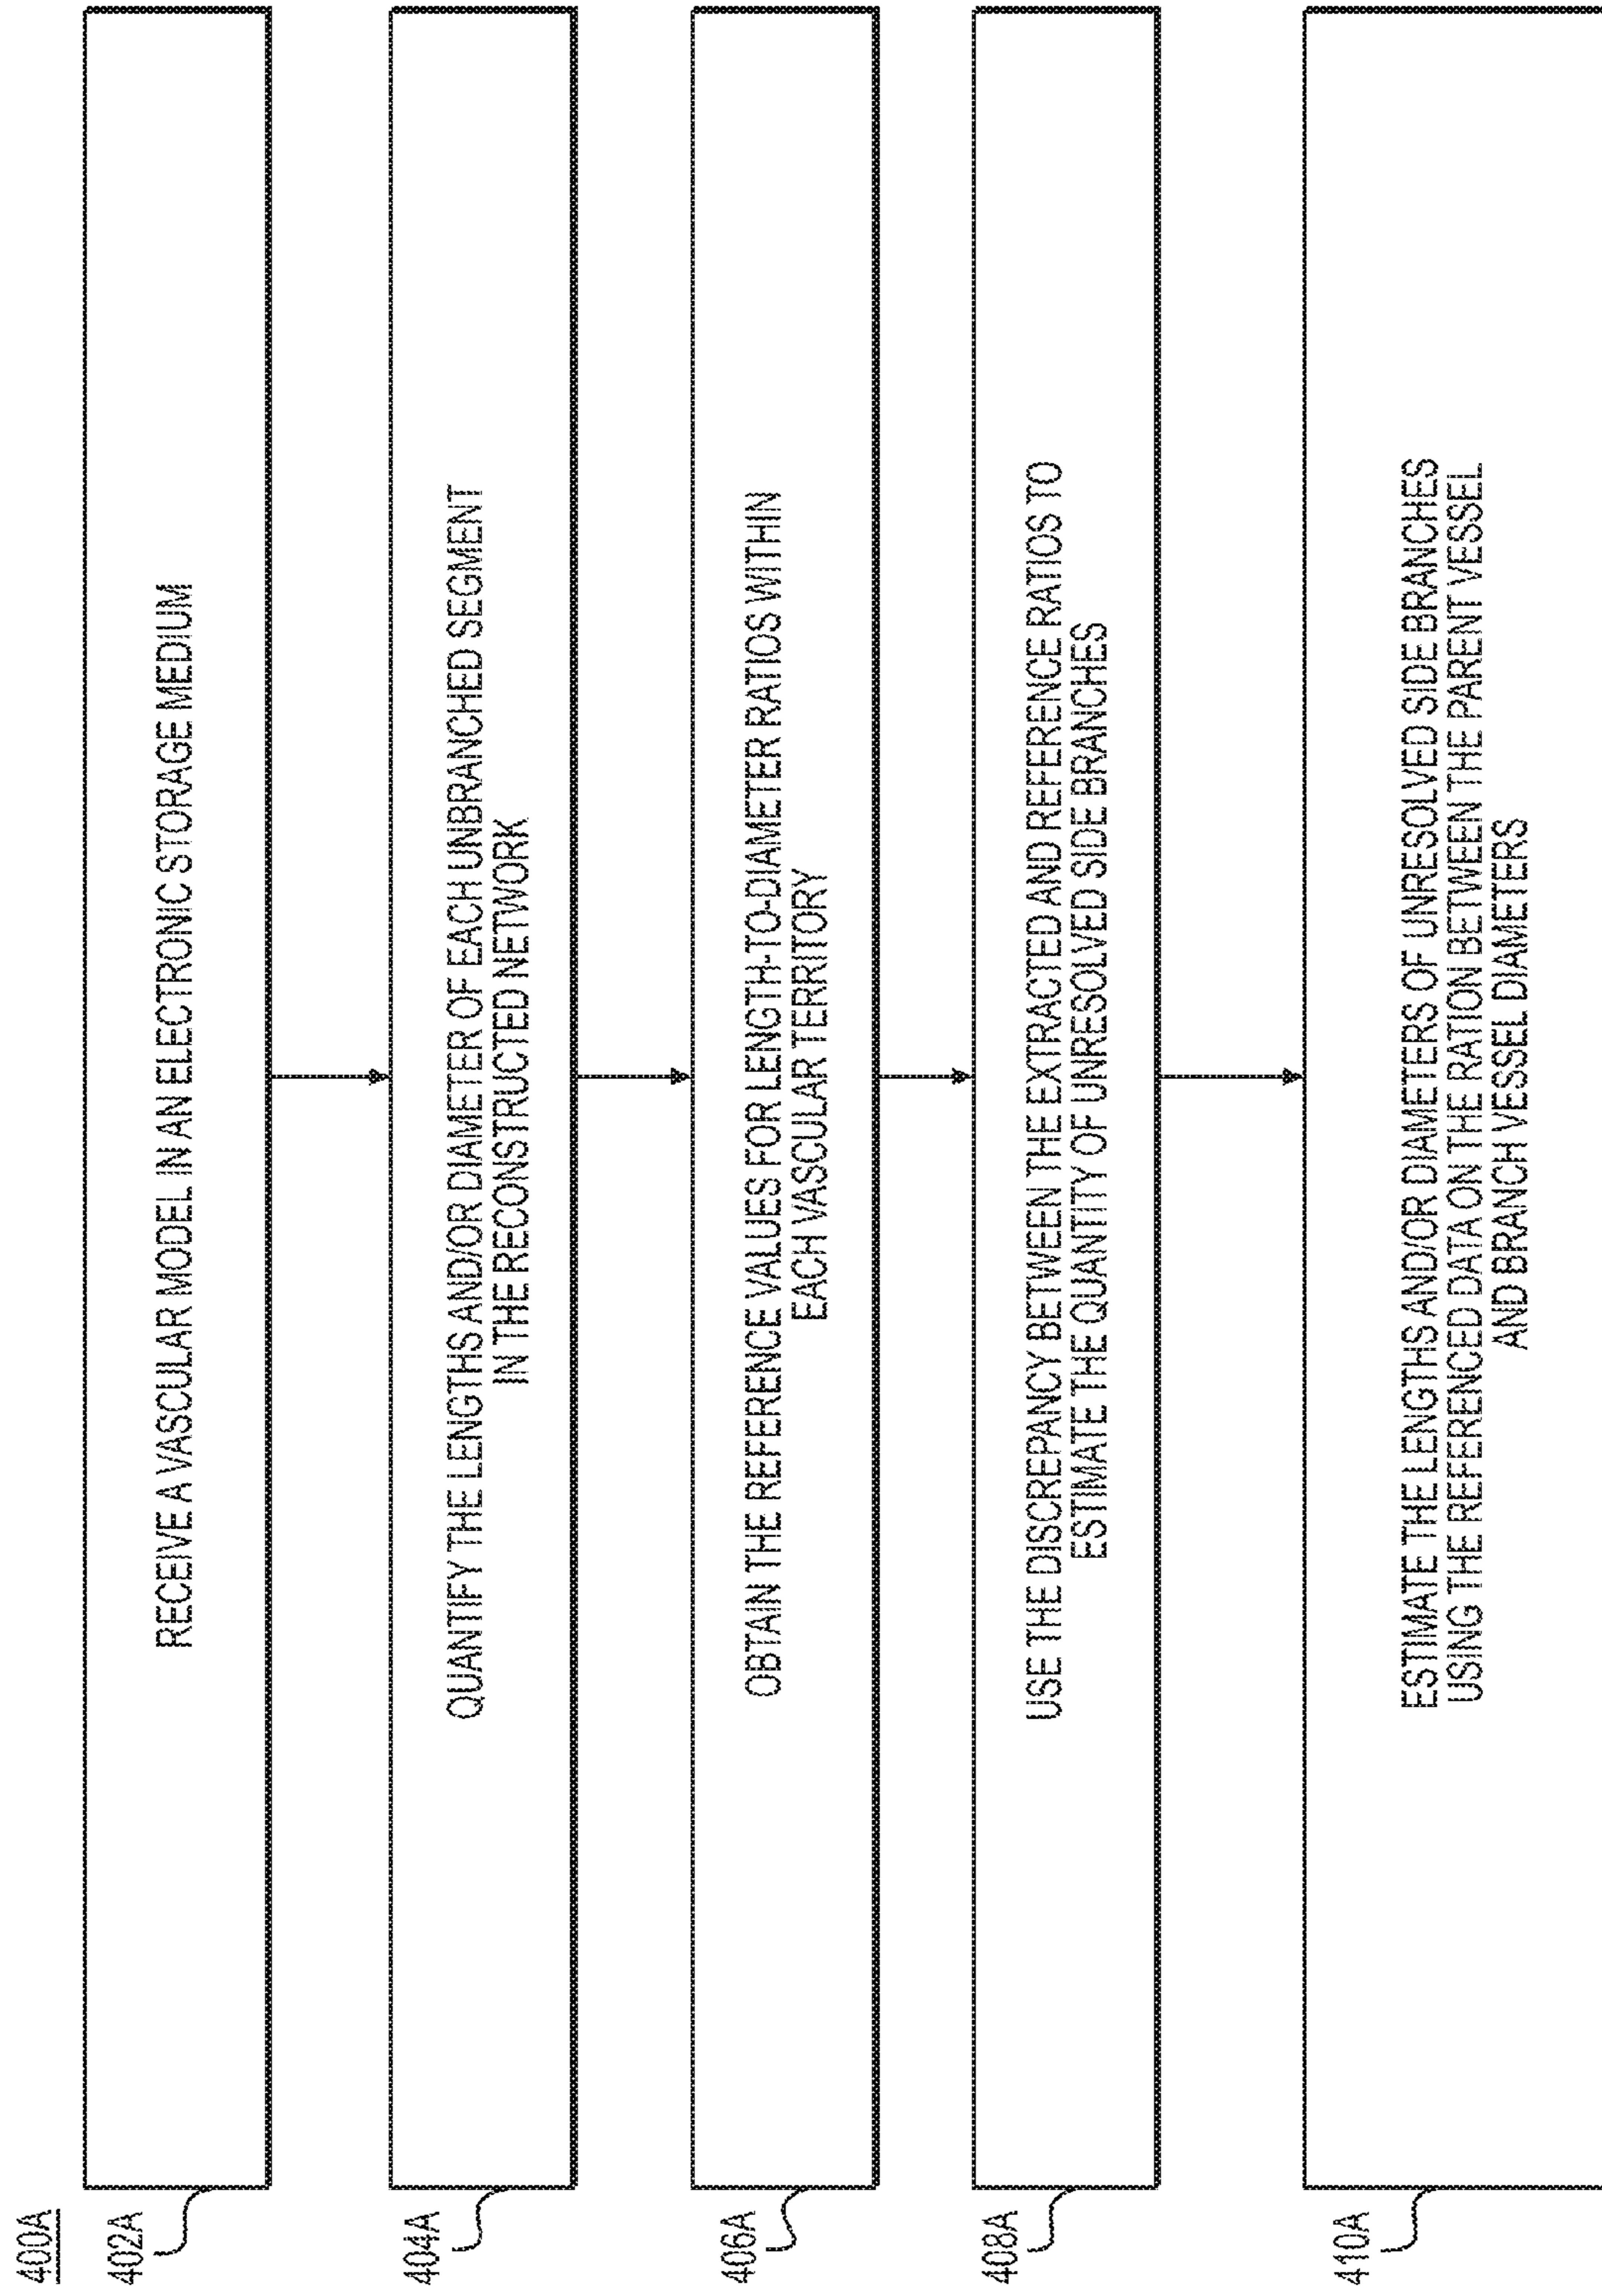 400A
402A
RECEIVE A VASCULAR MODEL IN AN ELECTRONIC STORAGE MEDIUM
404A
QUANTIFY THE LENGTHS AND/OR DIAMETER OF EACH UNBRANCHED SEGMENT
IN THE RECONSTRUCTED NETWORK
406A
OBTAIN THE REFERENCE VALUES FOR LENGTH-TO-DIAMETER RATIOS WITHIN
EACH VASCULAR TERRITORY
408A
USE THE DISCREPANCY BETWEEN THE EXTRACTED AND REFERENCE RATIOS TO
ESTIMATE THE QUANTITY OF UNRESOLVED SIDE BRANCHES
410A
ESTIMATE THE LENGTHS AND/OR DIAMETERS OF UNRESOLVED SIDE BRANCHES
USING THE REFERENCED DATA ON THE RATION BETWEEN THE PARENT VESSEL
AND BRANCH VESSEL DIAMETERS